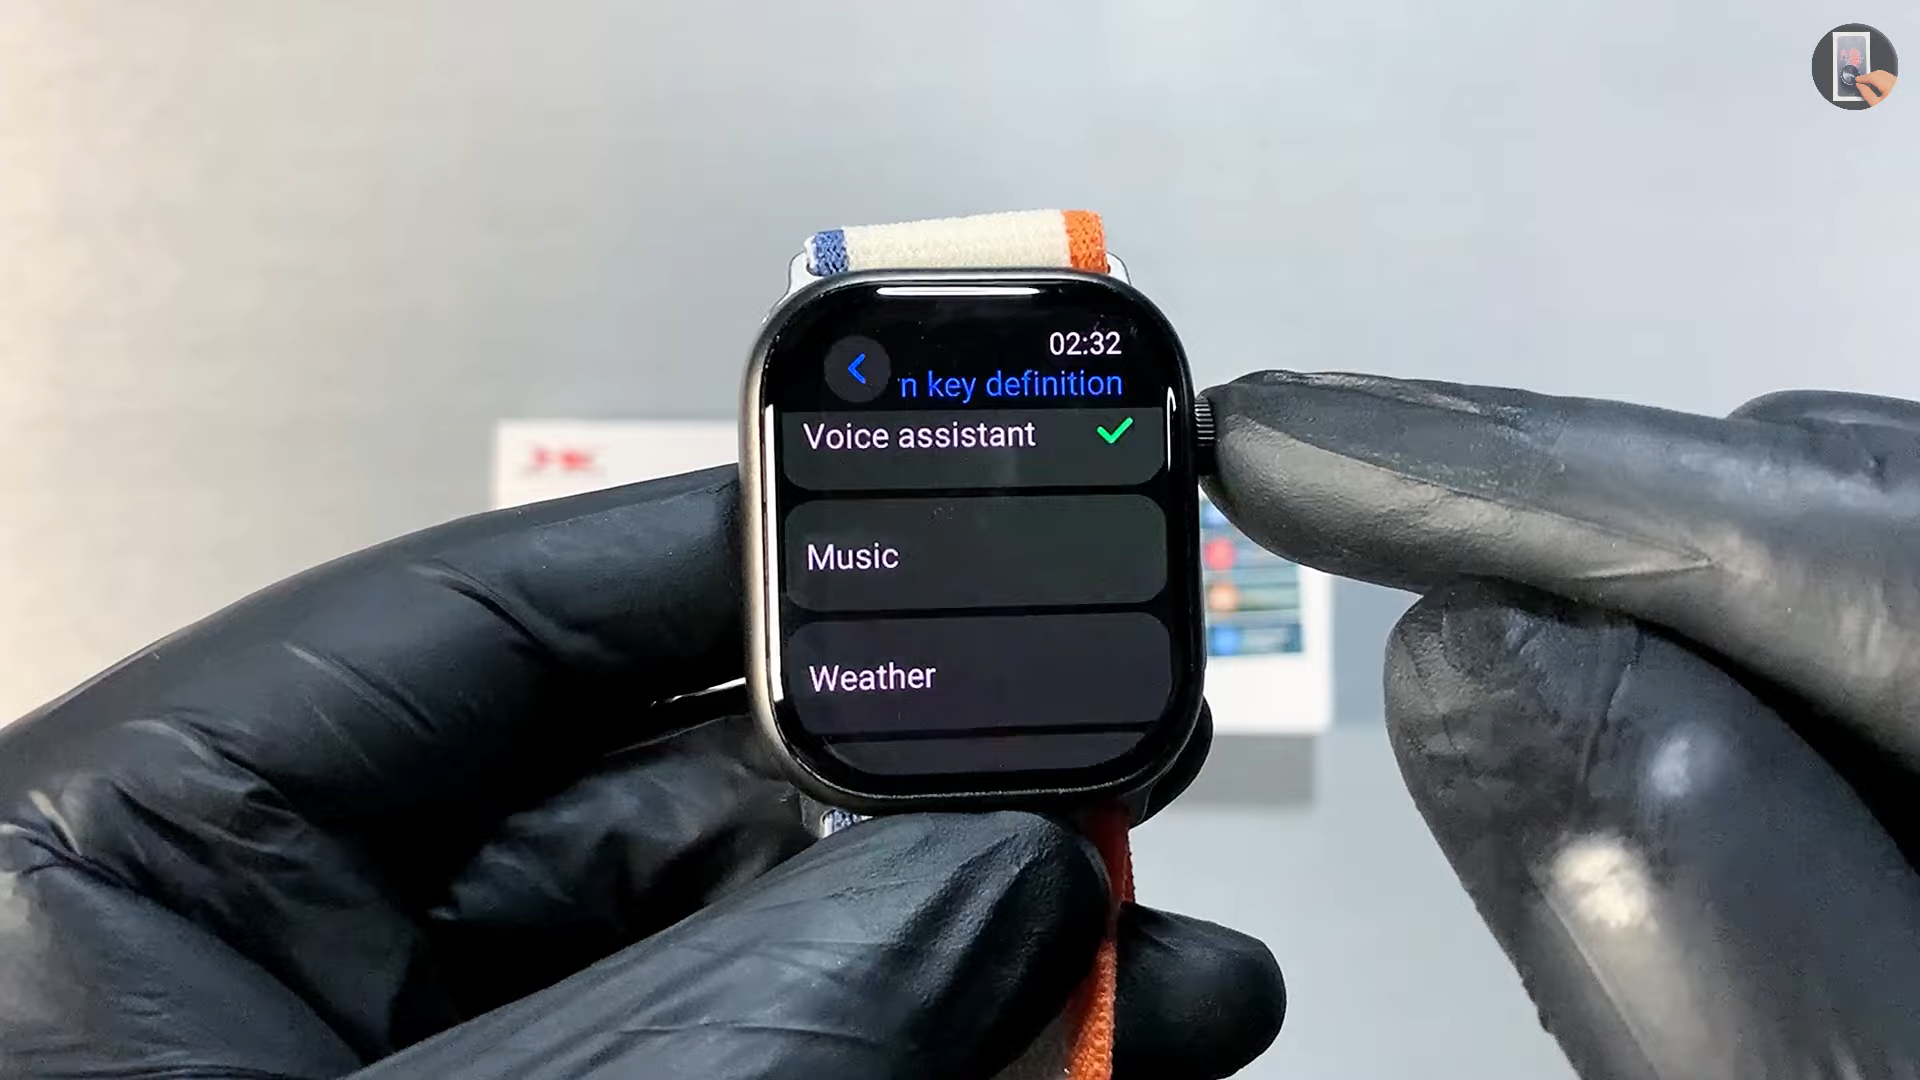 02:32
n key definition
Voice assistant
Music
Weather